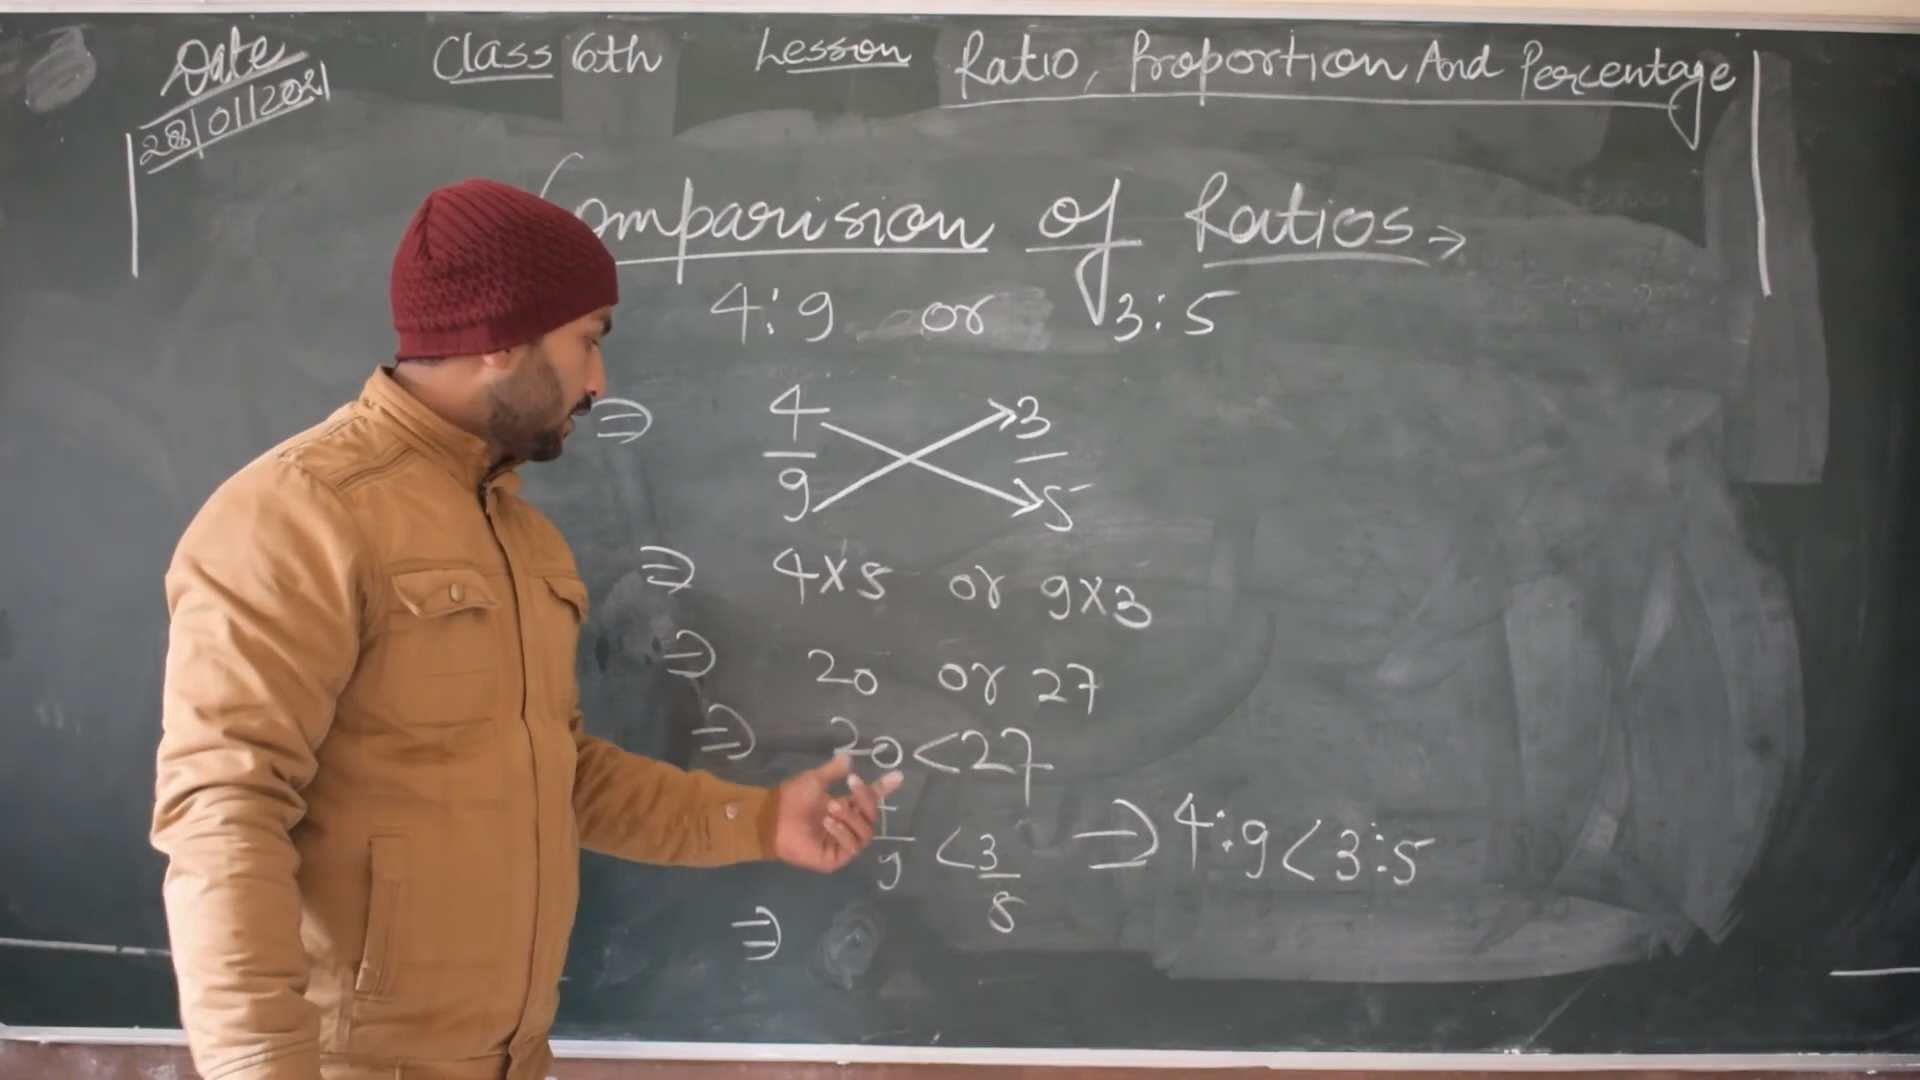 Date Class 6th Lesson Ratio, Proportion And Percentage
28/01/2021
Comparision of Ratios →
4:9 or 3:5
⇒ 4/9 3/5
⇒ 4×5 or 9×3
⇒ 20 or 27
⇒ 20<27
4/9 < 3/5 ⇒ 4:9<3:5
⇒